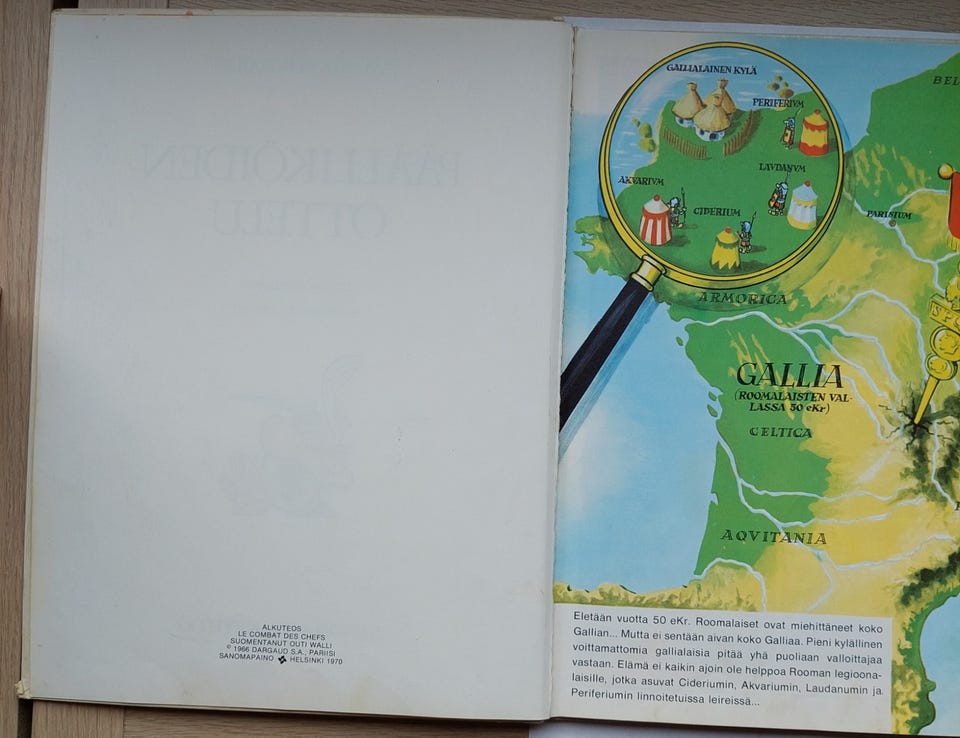 ALKUTEOS
LE COMBAT DES CHEFS
SUOMENTANUT OUTI WALLI
© 1966 DARGAUD S.A., PARIISI
SANOMAPAINO HELSINKI 1970
GALLIALAINEN KYLÄ
PERIFERIVM
LAVDANVM
AKVARIVM
CIDERIUM
BEL
PARISIUM
ARMORICA
GALLIA
(ROOMALAISTEN VAL-
LASSA 50 eKr)
CELTICA
AQVITANIA
Eletään vuotta 50 eKr. Roomalaiset ovat miehittäneet koko
Gallian... Mutta ei sentään aivan koko Galliaa. Pieni kylällinen
voittamattomia gallialaisia pitää yhä puoliaan valloittajaa
vastaan. Elämä ei kaikin ajoin ole helppoa Rooman legioona-
laisille, jotka asuvat Cideriumin, Akvariumin, Laudanumin ja
Periferiumin linnoitetuissa leireissä...